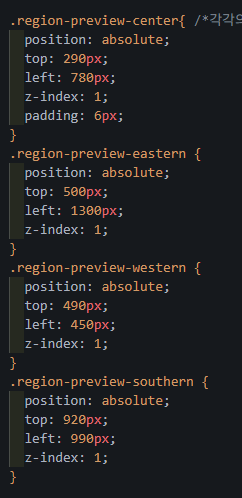 .region-preview-center{ /*각각의
position: absolute;
top: 290px;
left: 780px;
z-index: 1;
padding: 6px;
}
.region-preview-eastern {
position: absolute;
top: 500px;
left: 1300px;
z-index: 1;
}
.region-preview-western {
position: absolute;
top: 490px;
left: 450px;
z-index: 1;
}
.region-preview-southern {
position: absolute;
top: 920px;
left: 990px;
z-index: 1;
}